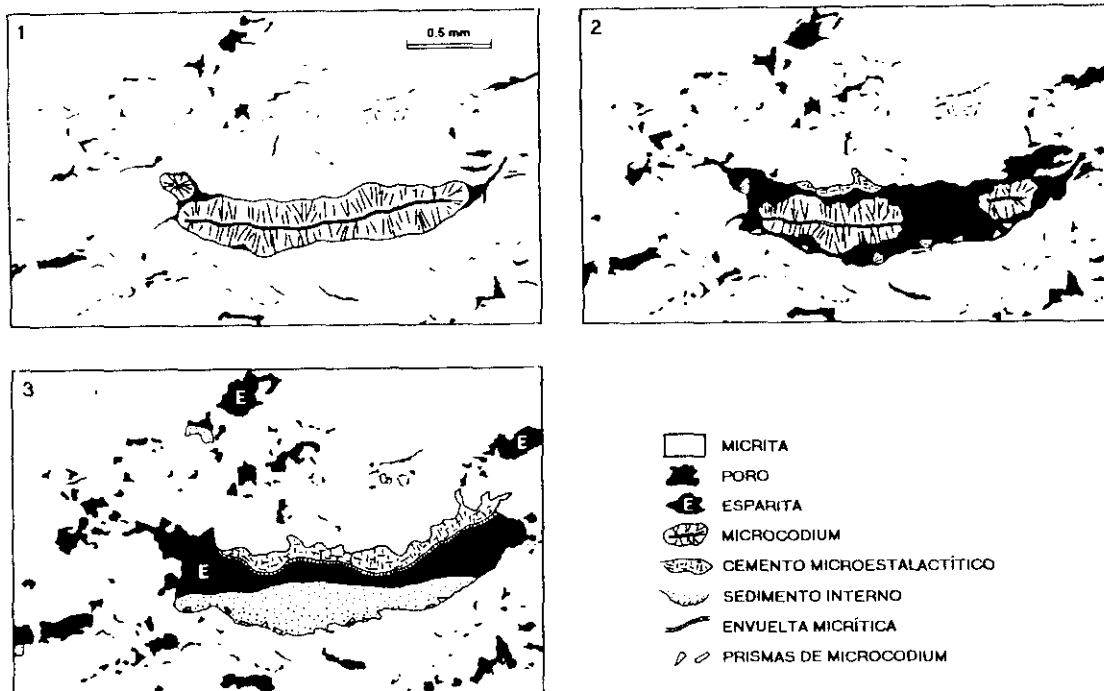 1
0.5 mm
2
3
E
E
E
MICRITA
PORO
E ESPARITA
MICROCODIUM
CEMENTO MICROESTALACTÍTICO
SEDIMENTO INTERNO
ENVUELTA MICRÍTICA
PRISMAS DE MICROCODIUM